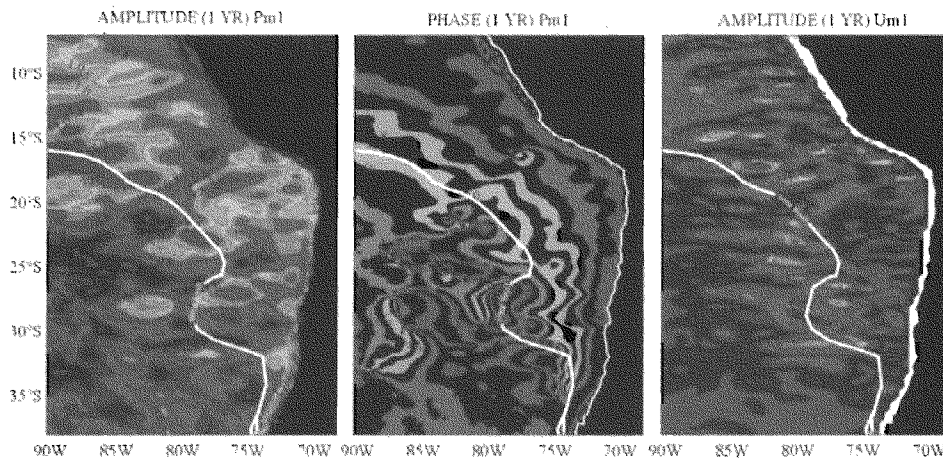 AMPLITUDE (1 YR) Pm1
PHASE (1 YR) Pm1
AMPLITUDE (1 YR) Um1
10°S
15°S
20°S
25°S
30°S
35°S
90W 85W 80W 75W 70W
90W 85W 80W 75W 70W
90W 85W 80W 75W 70W